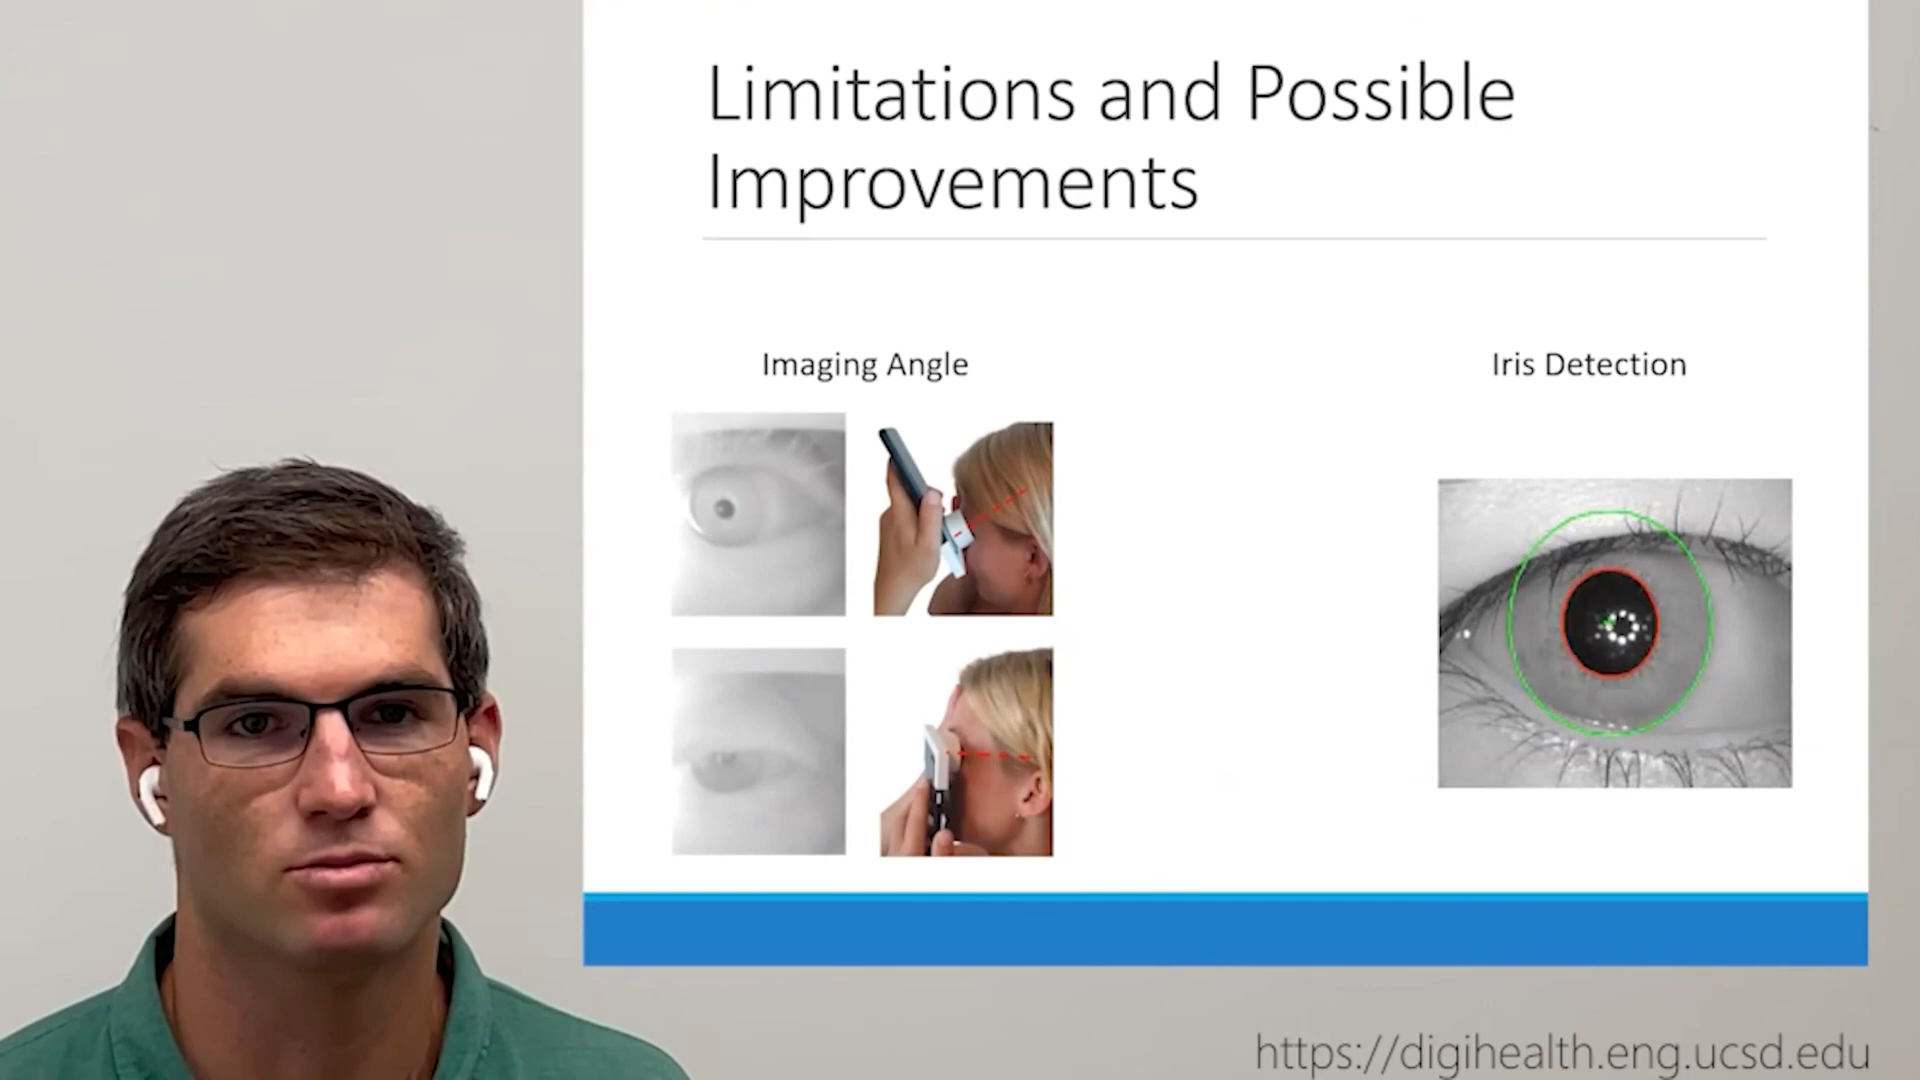 Limitations and Possible
Improvements
Imaging Angle
Iris Detection
https://digihealth.eng.ucsd.edu